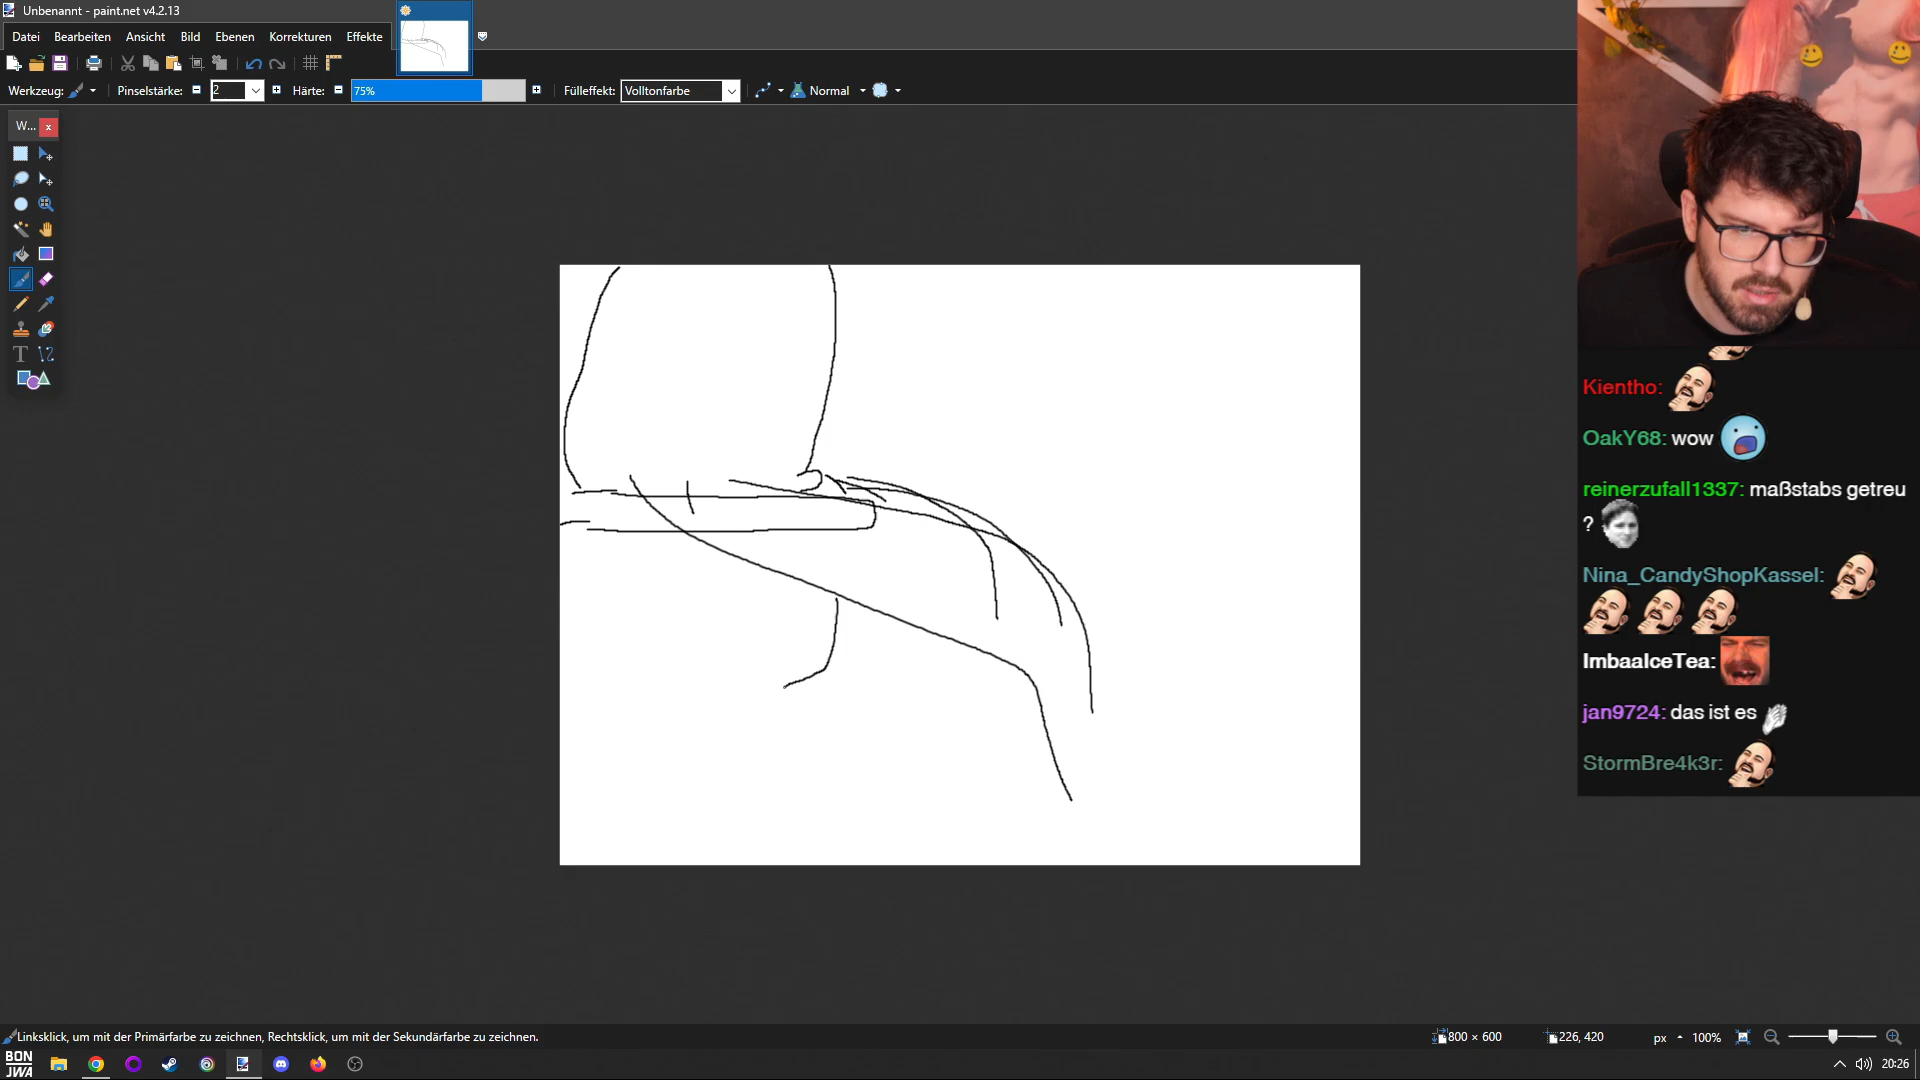 Unbenannt - paint.net v4.2.13
Datei Bearbeiten Ansicht Bild Ebenen Korrekturen Effekte
Werkzeug: Pinselstärke: 2 Härte: 75% Fülleffekt: Volltonfarbe Normal
W...
Kientho:
OakY68: wow
reinerzufall1337: maßstabs getreu
?
Nina_CandyShopKassel:
ImbaaIceTea:
jan9724: das ist es
StormBre4k3r:
Linksklick, um mit der Primärfarbe zu zeichnen, Rechtsklick, um mit der Sekundärfarbe zu zeichnen.
800 × 600 226, 420 px 100%
BON
JWA
20:26